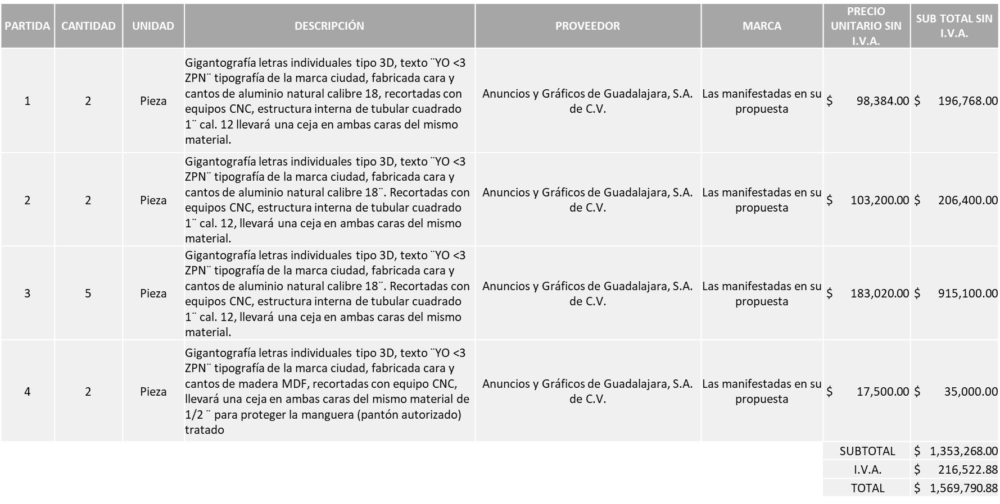 PARTIDA CANTIDAD UNIDAD DESCRIPCIÓN PROVEEDOR MARCA PRECIO UNITARIO SIN I.V.A. SUB TOTAL SIN I.V.A.
1 2 Pieza
Gigantografía letras individuales tipo 3D, texto ¨YO <3
ZPN¨ tipografía de la marca ciudad, fabricada cara y
cantos de aluminio natural calibre 18, recortadas con
equipos CNC, estructura interna de tubular cuadrado
1¨ cal. 12 llevará una ceja en ambas caras del mismo
material.
Anuncios y Gráficos de Guadalajara, S.A.
de C.V.
Las manifestadas en su
propuesta
$ 98,384.00 $ 196,768.00
2 2 Pieza
Gigantografía letras individuales tipo 3D, texto ¨YO <3
ZPN¨ tipografía de la marca ciudad, fabricada cara y
cantos de aluminio natural calibre 18¨. Recortadas con
equipos CNC, estructura interna de tubular cuadrado
1¨ cal. 12, llevará una ceja en ambas caras del mismo
material.
Anuncios y Gráficos de Guadalajara, S.A.
de C.V.
Las manifestadas en su
propuesta
$ 103,200.00 $ 206,400.00
3 5 Pieza
Gigantografía letras individuales tipo 3D, texto ¨YO <3
ZPN¨ tipografía de la marca ciudad, fabricada cara y
cantos de aluminio natural calibre 18¨. Recortadas con
equipos CNC, estructura interna de tubular cuadrado
1¨ cal. 12, llevará una ceja en ambas caras del mismo
material.
Anuncios y Gráficos de Guadalajara, S.A.
de C.V.
Las manifestadas en su
propuesta
$ 183,020.00 $ 915,100.00
4 2 Pieza
Gigantografía letras individuales tipo 3D, texto ¨YO <3
ZPN¨ tipografía de la marca ciudad, fabricada cara y
cantos de madera MDF, recortadas con equipo CNC,
llevará una ceja en ambas caras del mismo material de
1/2 ¨ para proteger la manguera (pantón autorizado)
tratado
Anuncios y Gráficos de Guadalajara, S.A.
de C.V.
Las manifestadas en su
propuesta
$ 17,500.00 $ 35,000.00
SUBTOTAL $ 1,353,268.00
I.V.A. $ 216,522.88
TOTAL $ 1,569,790.88